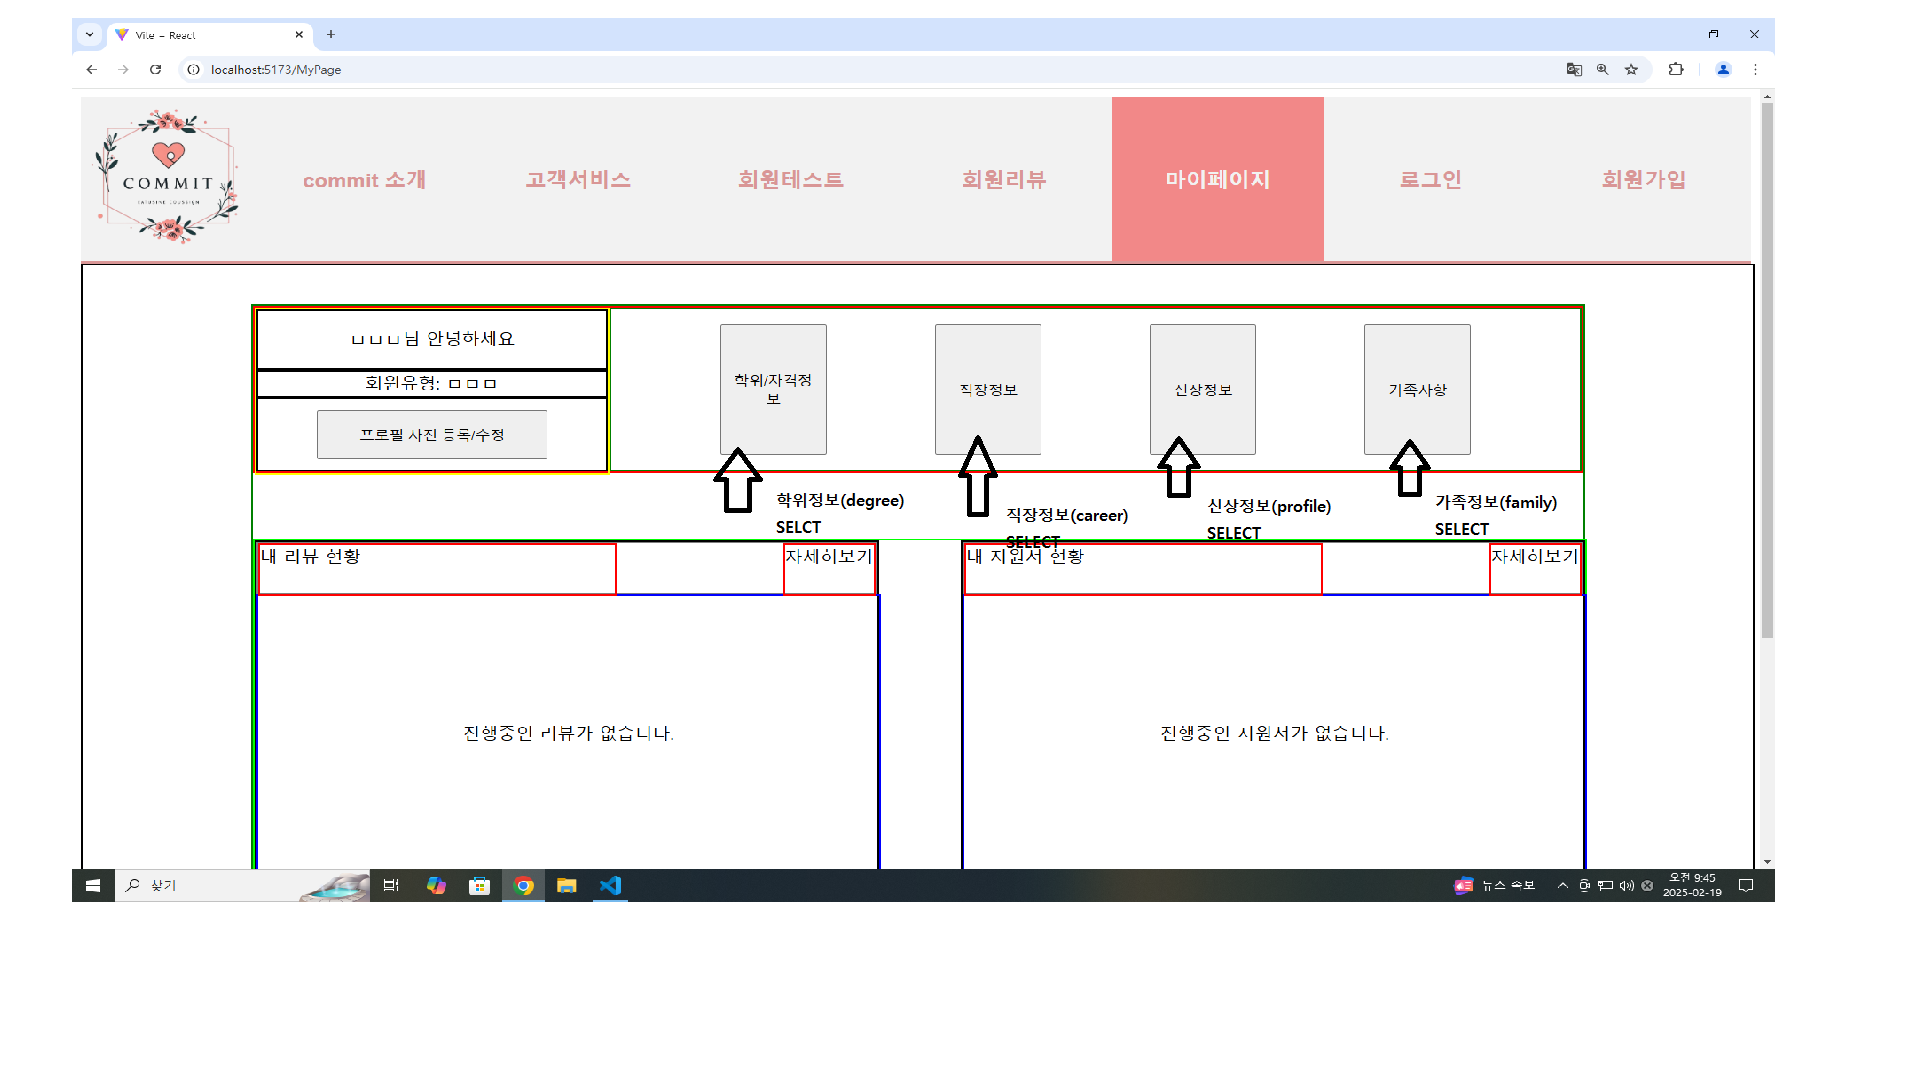 Vite – React
localhost:5173/MyPage
COMMIT
commit 소개
고객서비스
회원테스트
회원리뷰
마이페이지
로그인
회원가입
ㅁㅁㅁ님 안녕하세요
회원유형: ㅁㅁㅁ
프로필 사진 등록/수정
학위/자격정
보
직장정보
신상정보
가족사항
학위정보(degree)
SELCT
직장정보(career)
SELECT
신상정보(profile)
SELECT
가족정보(family)
SELECT
내 리뷰 현황
자세히보기
내 지원서 현황
자세히보기
진행중인 리뷰가 없습니다.
진행중인 지원서가 없습니다.
찾기
뉴스 속보
오전 9:45
2025-02-19